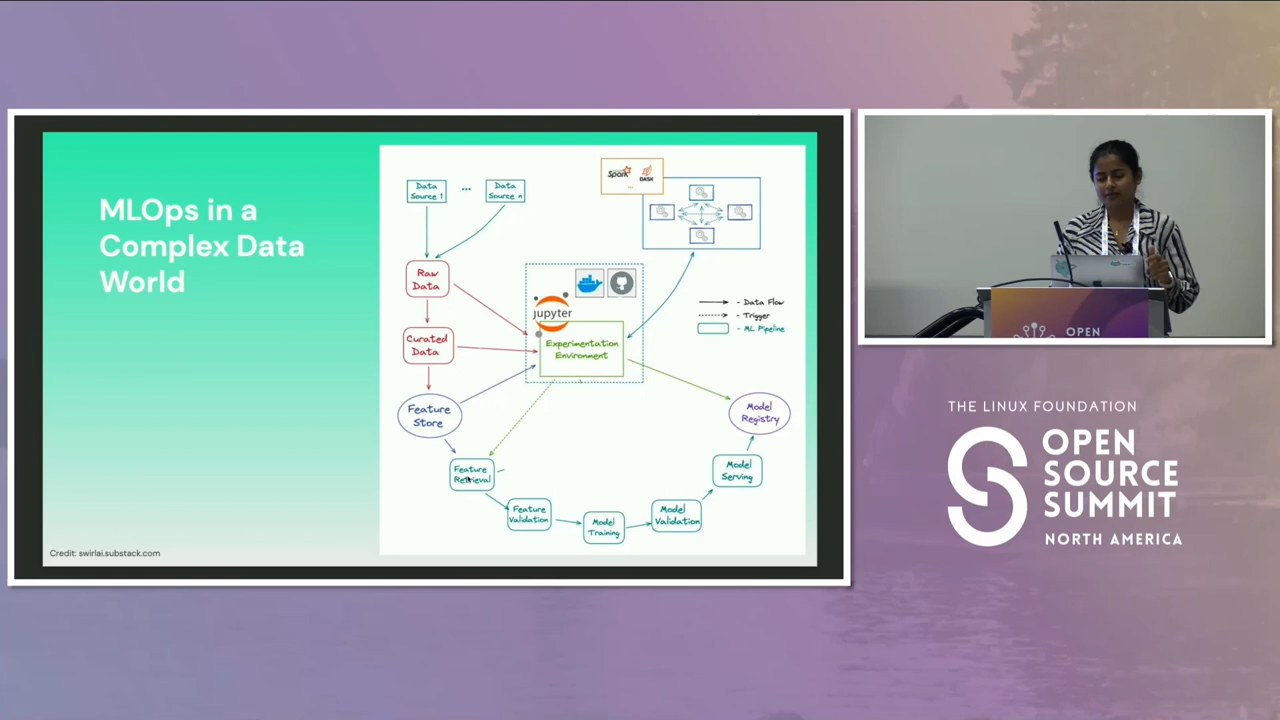 MLOps in a
Complex Data
World
Credit: swirlai.substack.com
Data
Source 1
...
Data
Source n
Spark
DASK
...
Raw
Data
jupyter
Curated
Data
Experimentation
Environment
- Data Flow
- Trigger
- ML Pipeline
Feature
Store
Model
Registry
Feature
Retrieval
Model
Serving
Feature
Validation
Model
Training
Model
Validation
OPEN
THE LINUX FOUNDATION
OPEN
SOURCE
SUMMIT
NORTH AMERICA